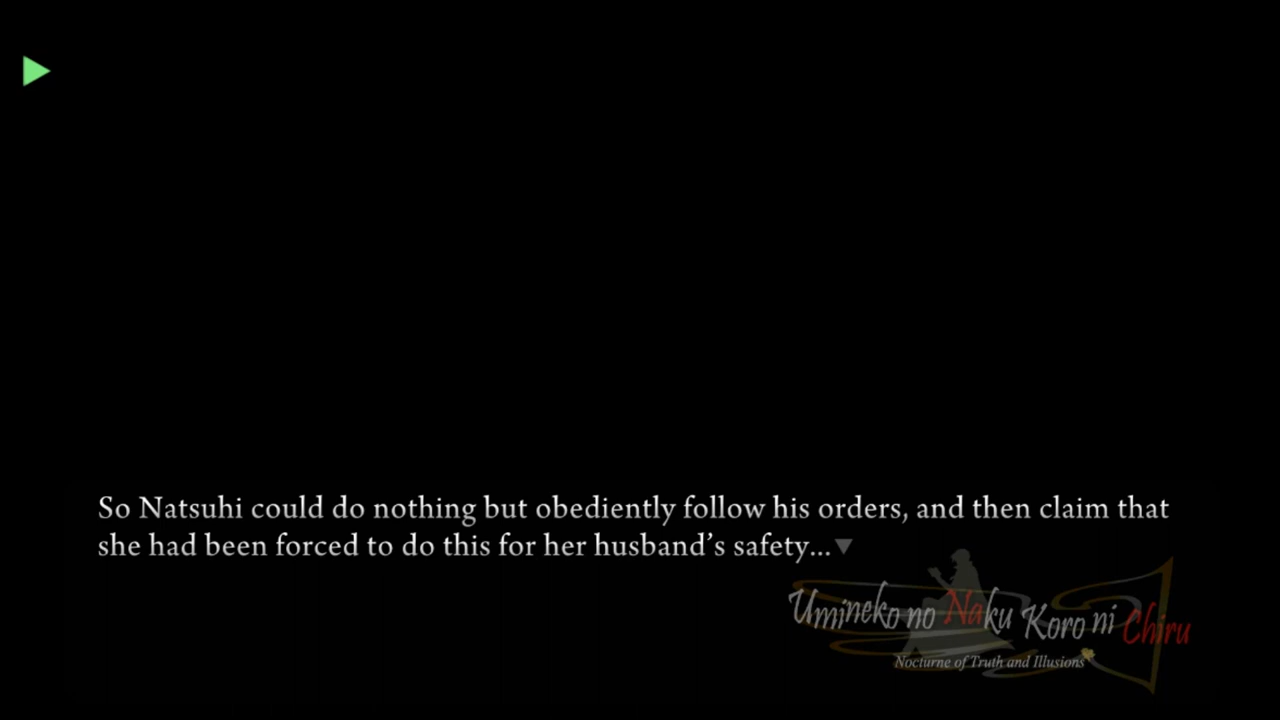 So Natsuhi could do nothing but obediently follow his orders, and then claim that
she had been forced to do this for her husband’s safety...
Umineko no Naku Koro ni Chiru
Nocturne of Truth and Illusions